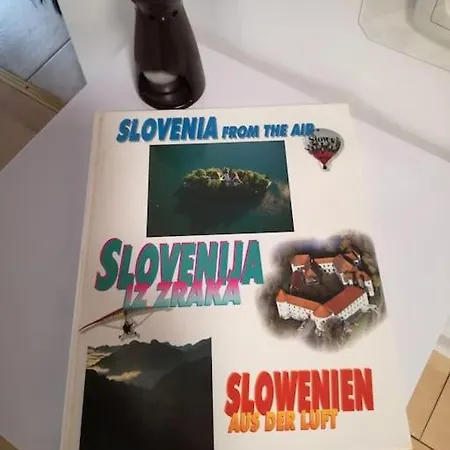 SLOVENIA FROM THE AIR
SLOVENIJA
IZ ZRAKA
SLOWENIEN
AUS DER LUFT